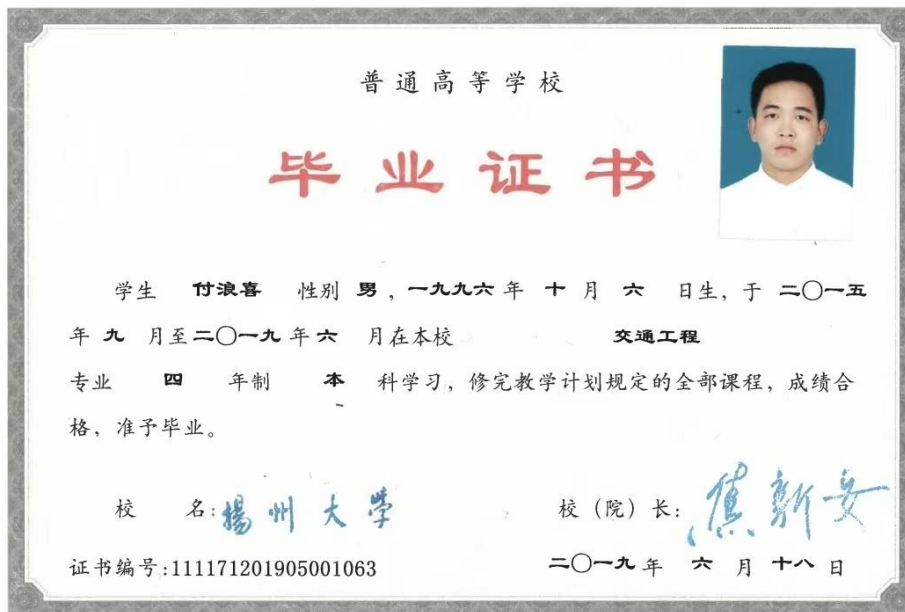 普通高等学校
毕业证书
学生 付浪喜 性别 男，一九九六年 十 月 六 日生，于 二〇一五
年 九 月至二〇一九年 六 月在本校 交通工程
专业 四 年制 本 科学习，修完教学计划规定的全部课程，成绩合
格，准予毕业。
校 名：揚州大学
校（院）长：焦新安
证书编号:111171201905001063
二〇一九年 六 月 十八 日